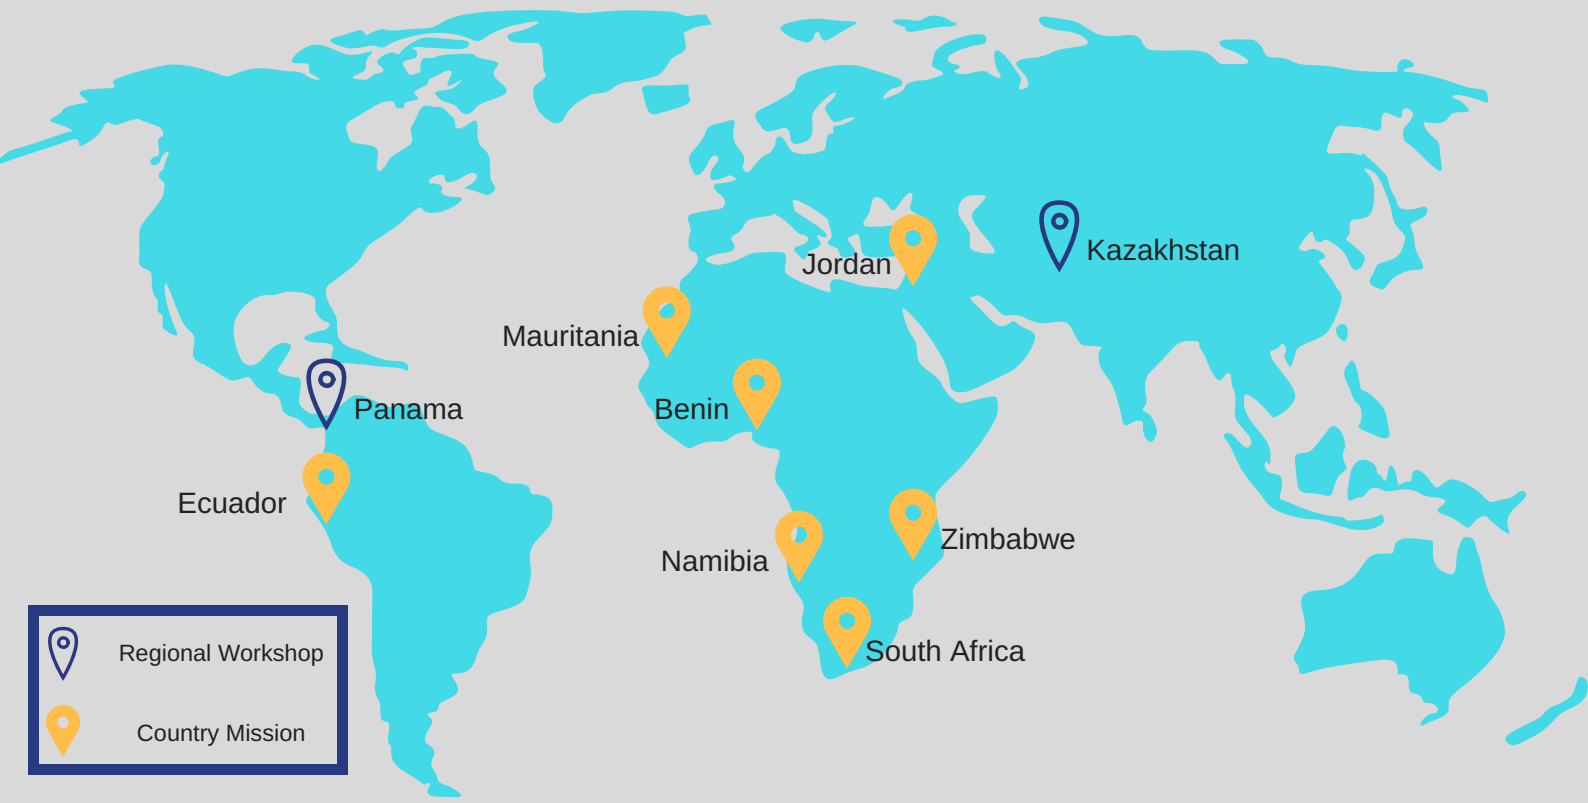 Kazakhstan
Jordan
Mauritania
Benin
Panama
Ecuador
Zimbabwe
Namibia
South Africa
Regional Workshop
Country Mission